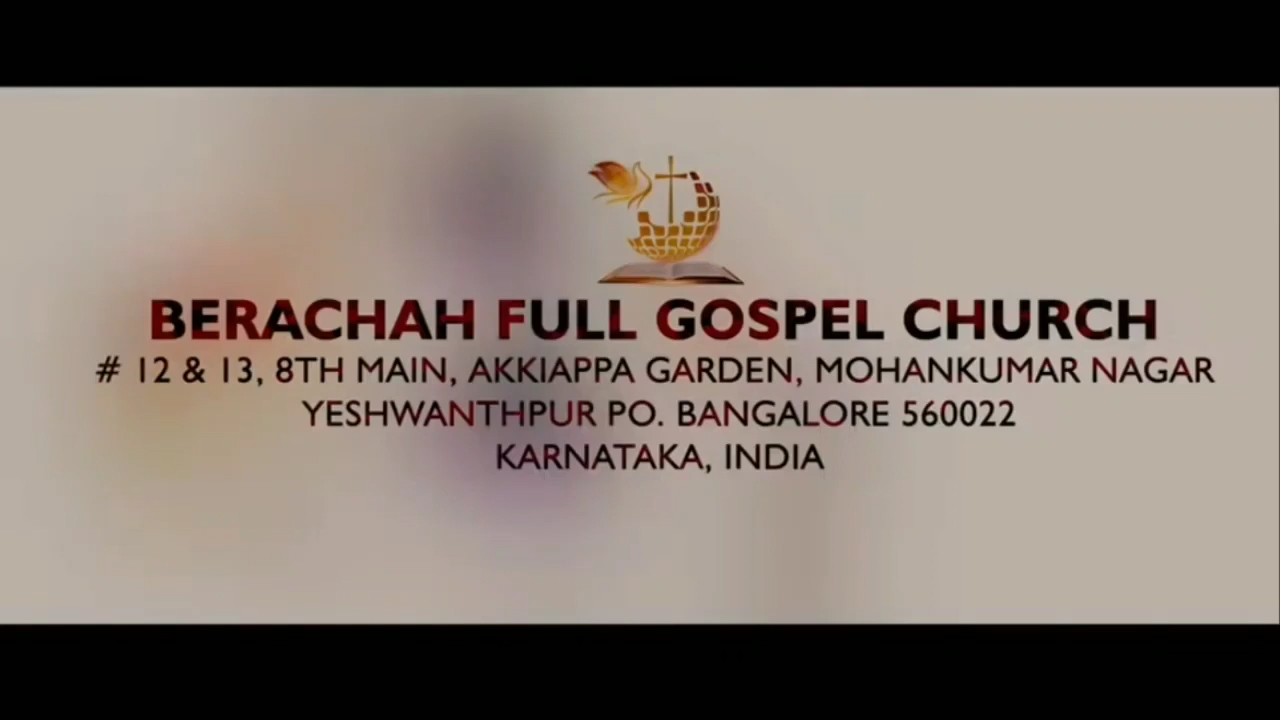 BERACHAH FULL GOSPEL CHURCH
# 12 & 13, 8TH MAIN, AKKIAPPA GARDEN, MOHANKUMAR NAGAR
YESHWANTHPUR PO. BANGALORE 560022
KARNATAKA, INDIA